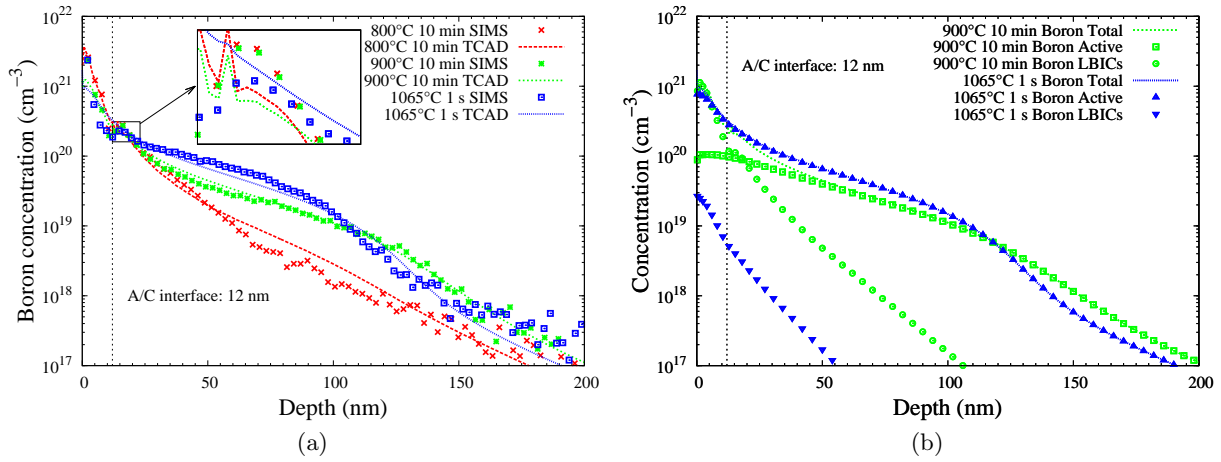 10^22
10^21
10^20
10^19
10^18
10^17
Boron concentration (cm^−3)
0
50
100
150
200
Depth (nm)
800°C 10 min SIMS
800°C 10 min TCAD
900°C 10 min SIMS
900°C 10 min TCAD
1065°C 1 s SIMS
1065°C 1 s TCAD
A/C interface: 12 nm
(a)
10^22
10^21
10^20
10^19
10^18
10^17
Concentration (cm^−3)
0
50
100
150
200
Depth (nm)
900°C 10 min Boron Total
900°C 10 min Boron Active
900°C 10 min Boron LBICs
1065°C 1 s Boron Total
1065°C 1 s Boron Active
1065°C 1 s Boron LBICs
A/C interface: 12 nm
(b)